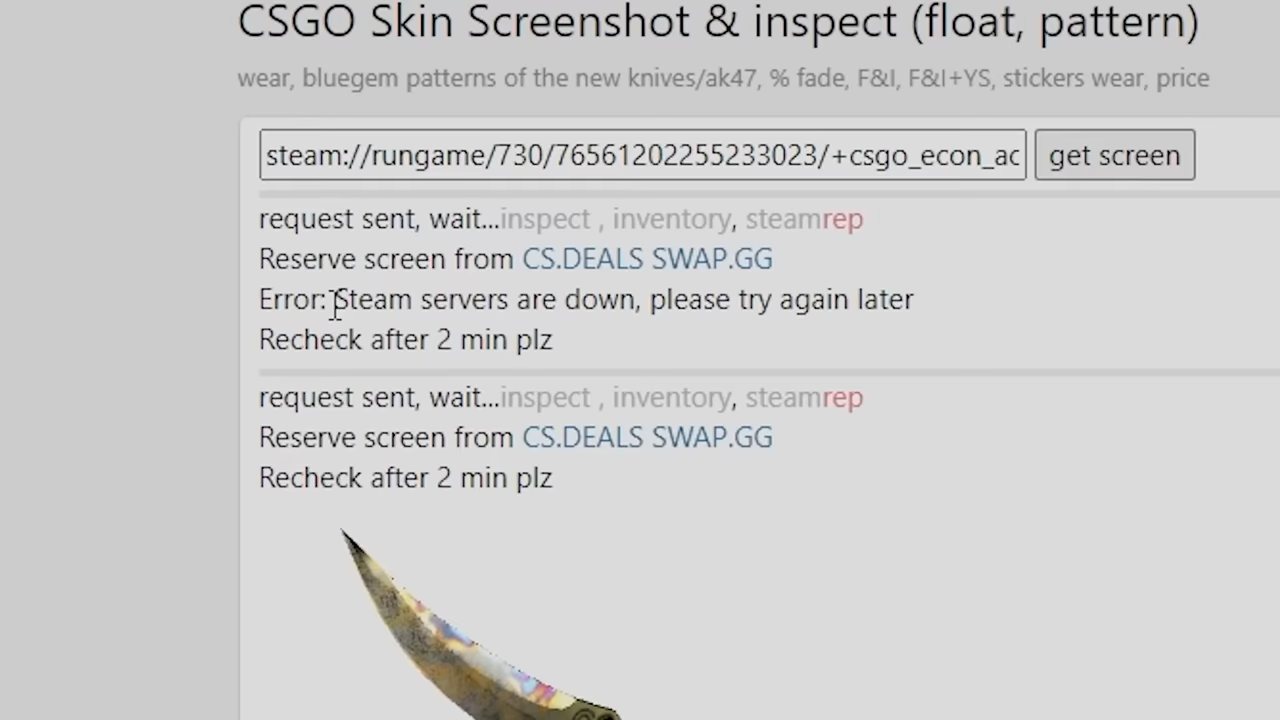 CSGO Skin Screenshot & inspect (float, pattern)
wear, bluegem patterns of the new knives/ak47, % fade, F&I, F&I+YS, stickers wear, price
steam://rungame/730/76561202255233023/+csgo_econ_ac get screen
request sent, wait...inspect , inventory, steamrep
Reserve screen from CS.DEALS SWAP.GG
Error: Steam servers are down, please try again later
Recheck after 2 min plz
request sent, wait...inspect , inventory, steamrep
Reserve screen from CS.DEALS SWAP.GG
Recheck after 2 min plz